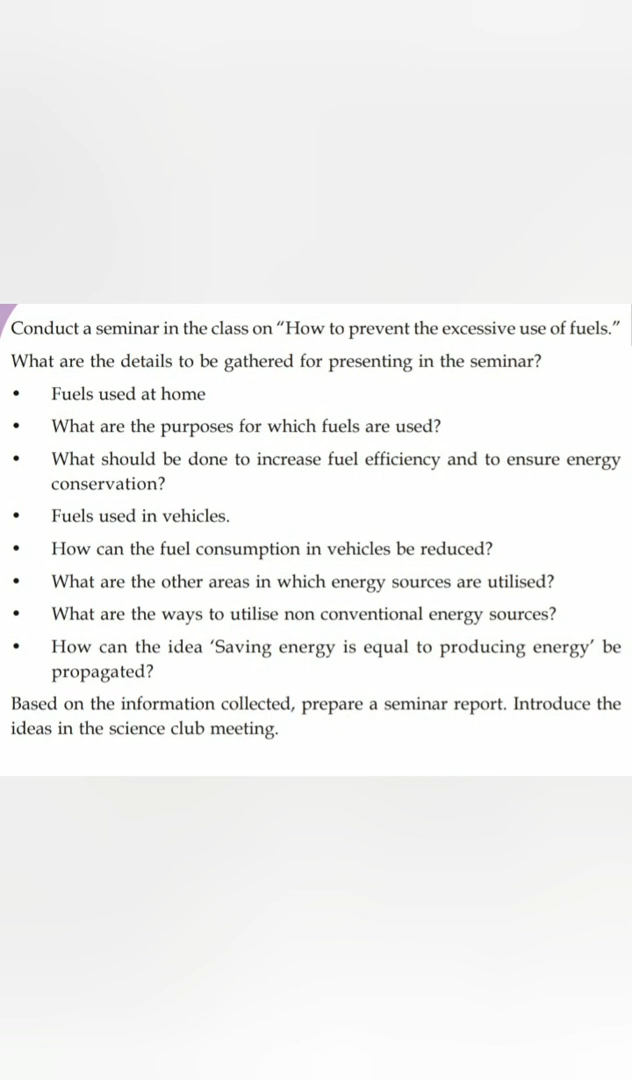 Conduct a seminar in the class on “How to prevent the excessive use of fuels.”
What are the details to be gathered for presenting in the seminar?
• Fuels used at home
• What are the purposes for which fuels are used?
• What should be done to increase fuel efficiency and to ensure energy
conservation?
• Fuels used in vehicles.
• How can the fuel consumption in vehicles be reduced?
• What are the other areas in which energy sources are utilised?
• What are the ways to utilise non conventional energy sources?
• How can the idea ‘Saving energy is equal to producing energy’ be
propagated?
Based on the information collected, prepare a seminar report. Introduce the
ideas in the science club meeting.